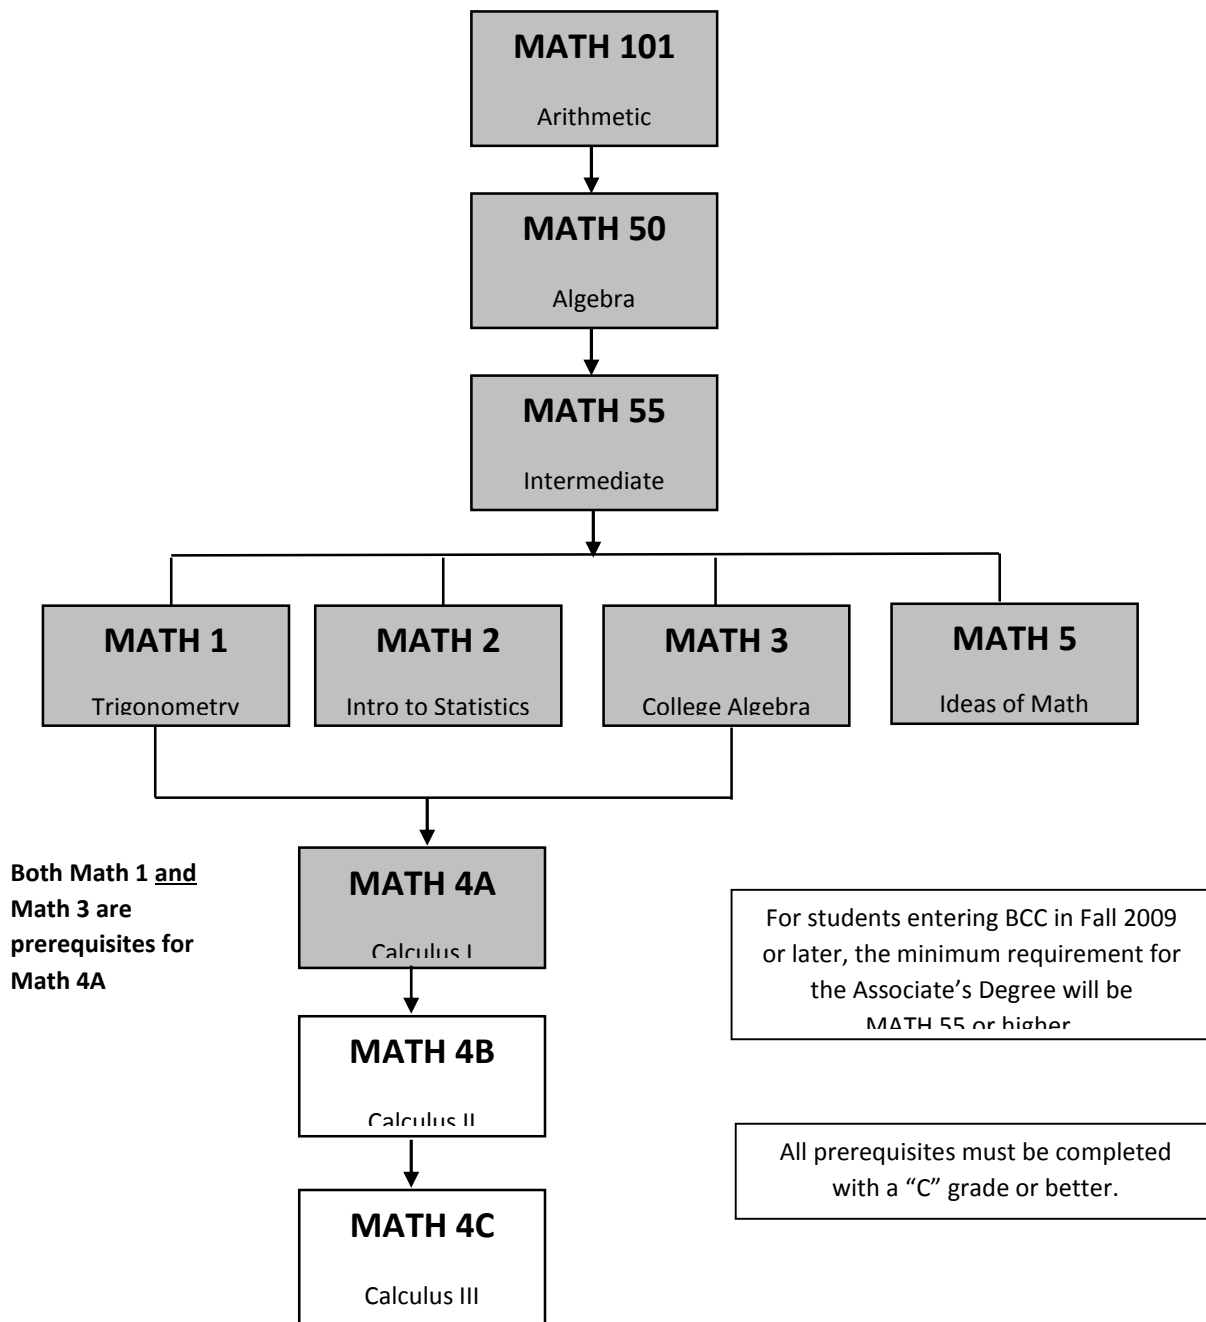 MATH 101
Arithmetic
MATH 50
Algebra
MATH 55
Intermediate
MATH 1
Trigonometry
MATH 2
Intro to Statistics
MATH 3
College Algebra
MATH 5
Ideas of Math
Both Math 1 and
Math 3 are
prerequisites for
Math 4A
MATH 4A
Calculus I
For students entering BCC in Fall 2009
or later, the minimum requirement for
the Associate’s Degree will be
MATH 55 or higher
MATH 4B
Calculus II
All prerequisites must be completed
with a “C” grade or better.
MATH 4C
Calculus III